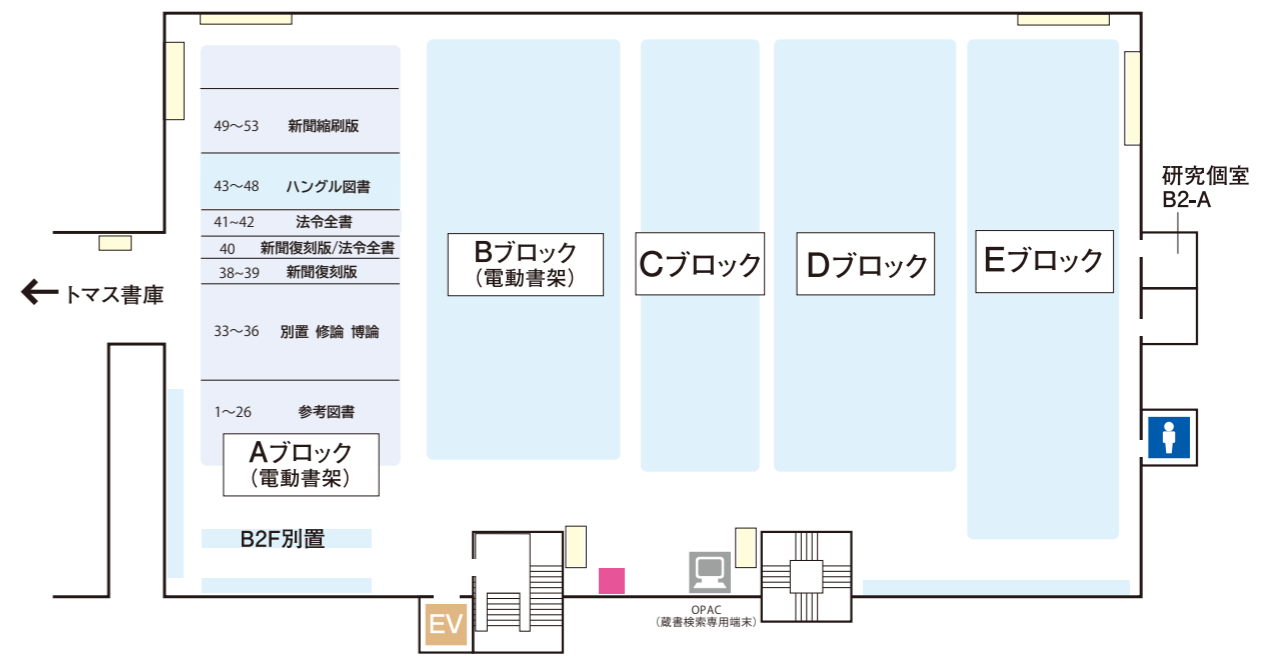 49～53 新聞縮刷版
43～48 ハングル図書
41~42 法令全書
40 新聞復刻版/法令全書
38～39 新聞復刻版
33～36 別置 修論 博論
1～26 参考図書
Aブロック
（電動書架）
B2F別置
トマス書庫
Bブロック
（電動書架）
Cブロック
Dブロック
Eブロック
研究個室
B2-A
EV
OPAC
（蔵書検索専用端末）